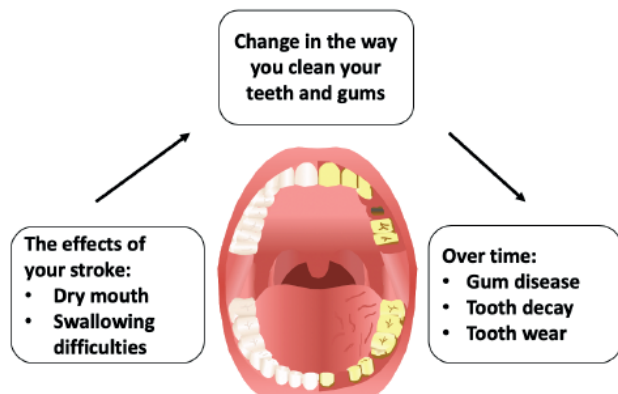 Change in the way
you clean your
teeth and gums
The effects of
your stroke:
• Dry mouth
• Swallowing
difficulties
Over time:
• Gum disease
• Tooth decay
• Tooth wear